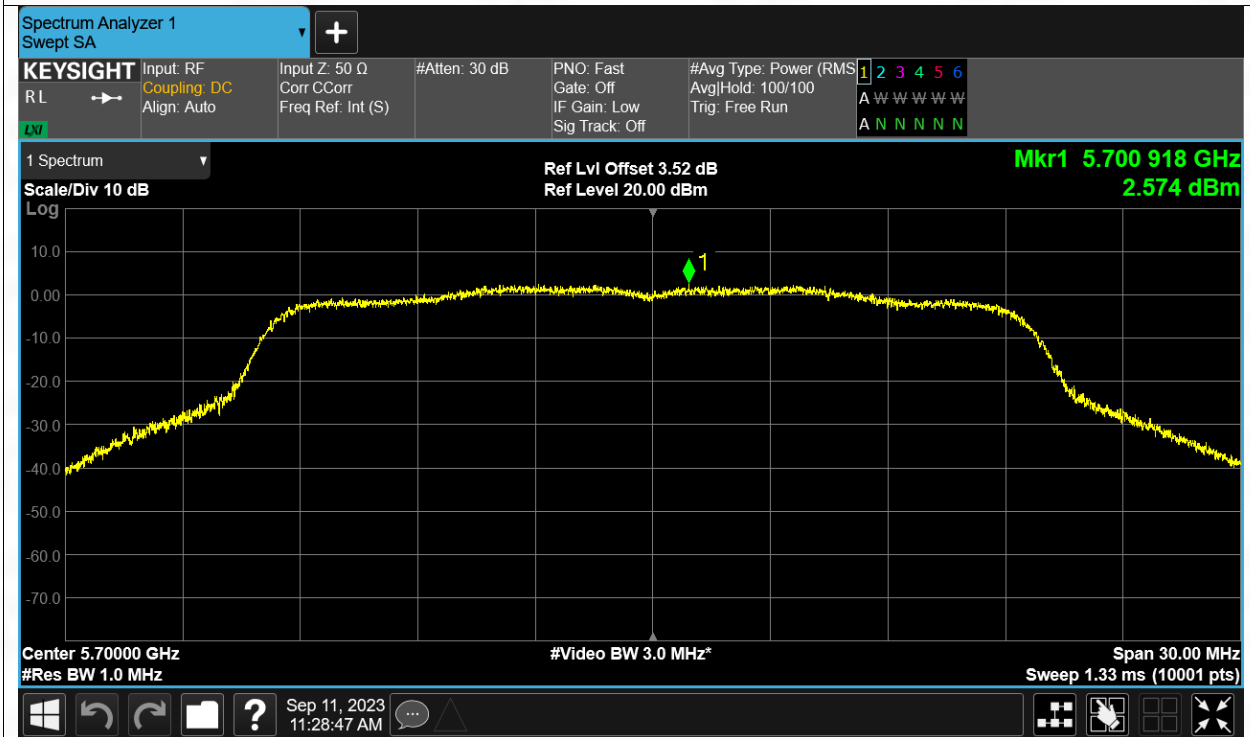 Spectrum Analyzer 1
Swept SA
KEYSIGHT
R L
LXI
Input: RF
Coupling: DC
Align: Auto
Input Z: 50 Ω
Corr CCorr
Freq Ref: Int (S)
#Atten: 30 dB
PNO: Fast
Gate: Off
IF Gain: Low
Sig Track: Off
#Avg Type: Power (RMS
Avg|Hold: 100/100
Trig: Free Run
1 2 3 4 5 6
A W W W W W
A N N N N N
1 Spectrum
Scale/Div 10 dB
Log
Ref Lvl Offset 3.52 dB
Ref Level 20.00 dBm
Mkr1 5.700 918 GHz
2.574 dBm
1
10.0
0.00
-10.0
-20.0
-30.0
-40.0
-50.0
-60.0
-70.0
Center 5.70000 GHz
#Res BW 1.0 MHz
#Video BW 3.0 MHz*
Span 30.00 MHz
Sweep 1.33 ms (10001 pts)
?
Sep 11, 2023
11:28:47 AM